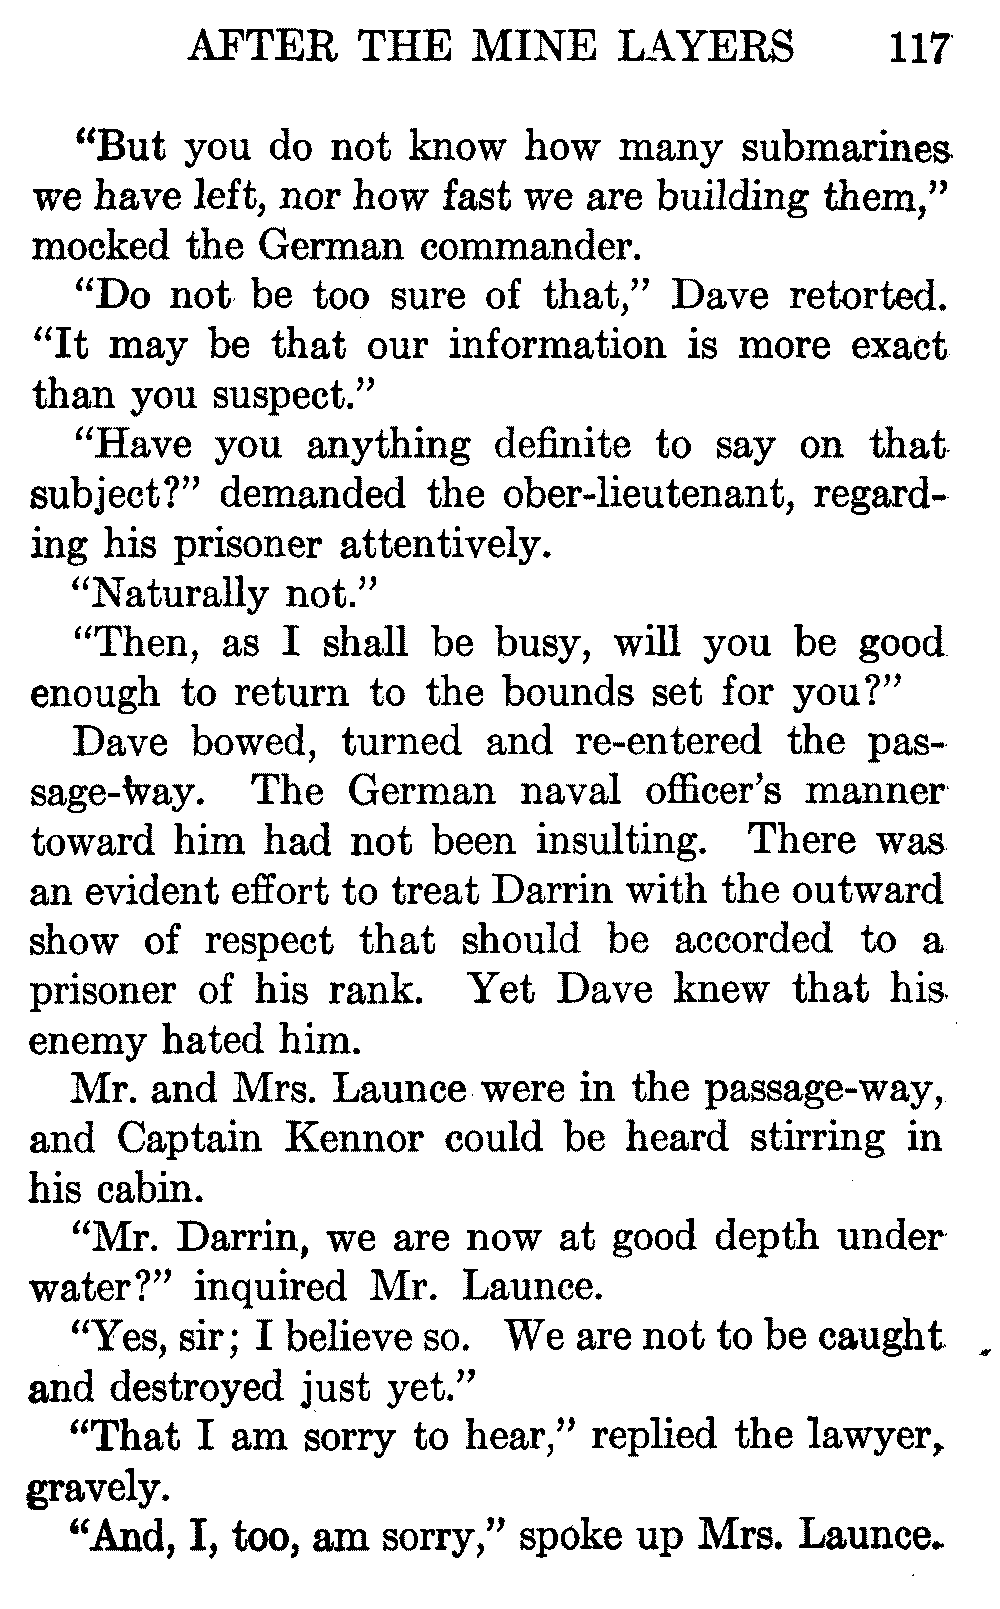 AFTER THE MINE LAYERS 117
“But you do not know how many submarines
we have left, nor how fast we are building them,”
mocked the German commander.
“Do not be too sure of that,” Dave retorted.
“It may be that our information is more exact
than you suspect.”
“Have you anything definite to say on that
subject?” demanded the ober-lieutenant, regard-
ing his prisoner attentively.
“Naturally not.”
“Then, as I shall be busy, will you be good
enough to return to the bounds set for you?”
Dave bowed, turned and re-entered the pas-
sage-way. The German naval officer’s manner
toward him had not been insulting. There was
an evident effort to treat Darrin with the outward
show of respect that should be accorded to a
prisoner of his rank. Yet Dave knew that his
enemy hated him.
Mr. and Mrs. Launce were in the passage-way,
and Captain Kennor could be heard stirring in
his cabin.
“Mr. Darrin, we are now at good depth under
water?” inquired Mr. Launce.
“Yes, sir; I believe so. We are not to be caught
and destroyed just yet.”
“That I am sorry to hear,” replied the lawyer,
gravely.
“And, I, too, am sorry,” spoke up Mrs. Launce.